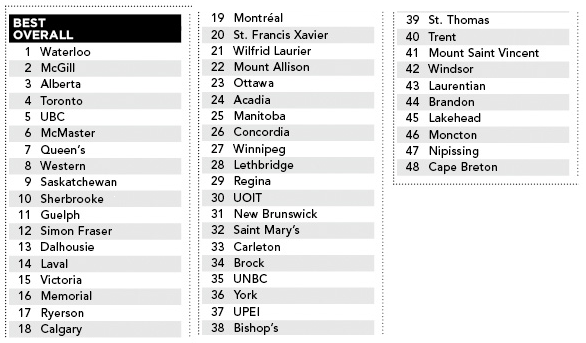 BEST
OVERALL
1 Waterloo
2 McGill
3 Alberta
4 Toronto
5 UBC
6 McMaster
7 Queen's
8 Western
9 Saskatchewan
10 Sherbrooke
11 Guelph
12 Simon Fraser
13 Dalhousie
14 Laval
15 Victoria
16 Memorial
17 Ryerson
18 Calgary
19 Montréal
20 St. Francis Xavier
21 Wilfrid Laurier
22 Mount Allison
23 Ottawa
24 Acadia
25 Manitoba
26 Concordia
27 Winnipeg
28 Lethbridge
29 Regina
30 UOIT
31 New Brunswick
32 Saint Mary's
33 Carleton
34 Brock
35 UNBC
36 York
37 UPEI
38 Bishop's
39 St. Thomas
40 Trent
41 Mount Saint Vincent
42 Windsor
43 Laurentian
44 Brandon
45 Lakehead
46 Moncton
47 Nipissing
48 Cape Breton